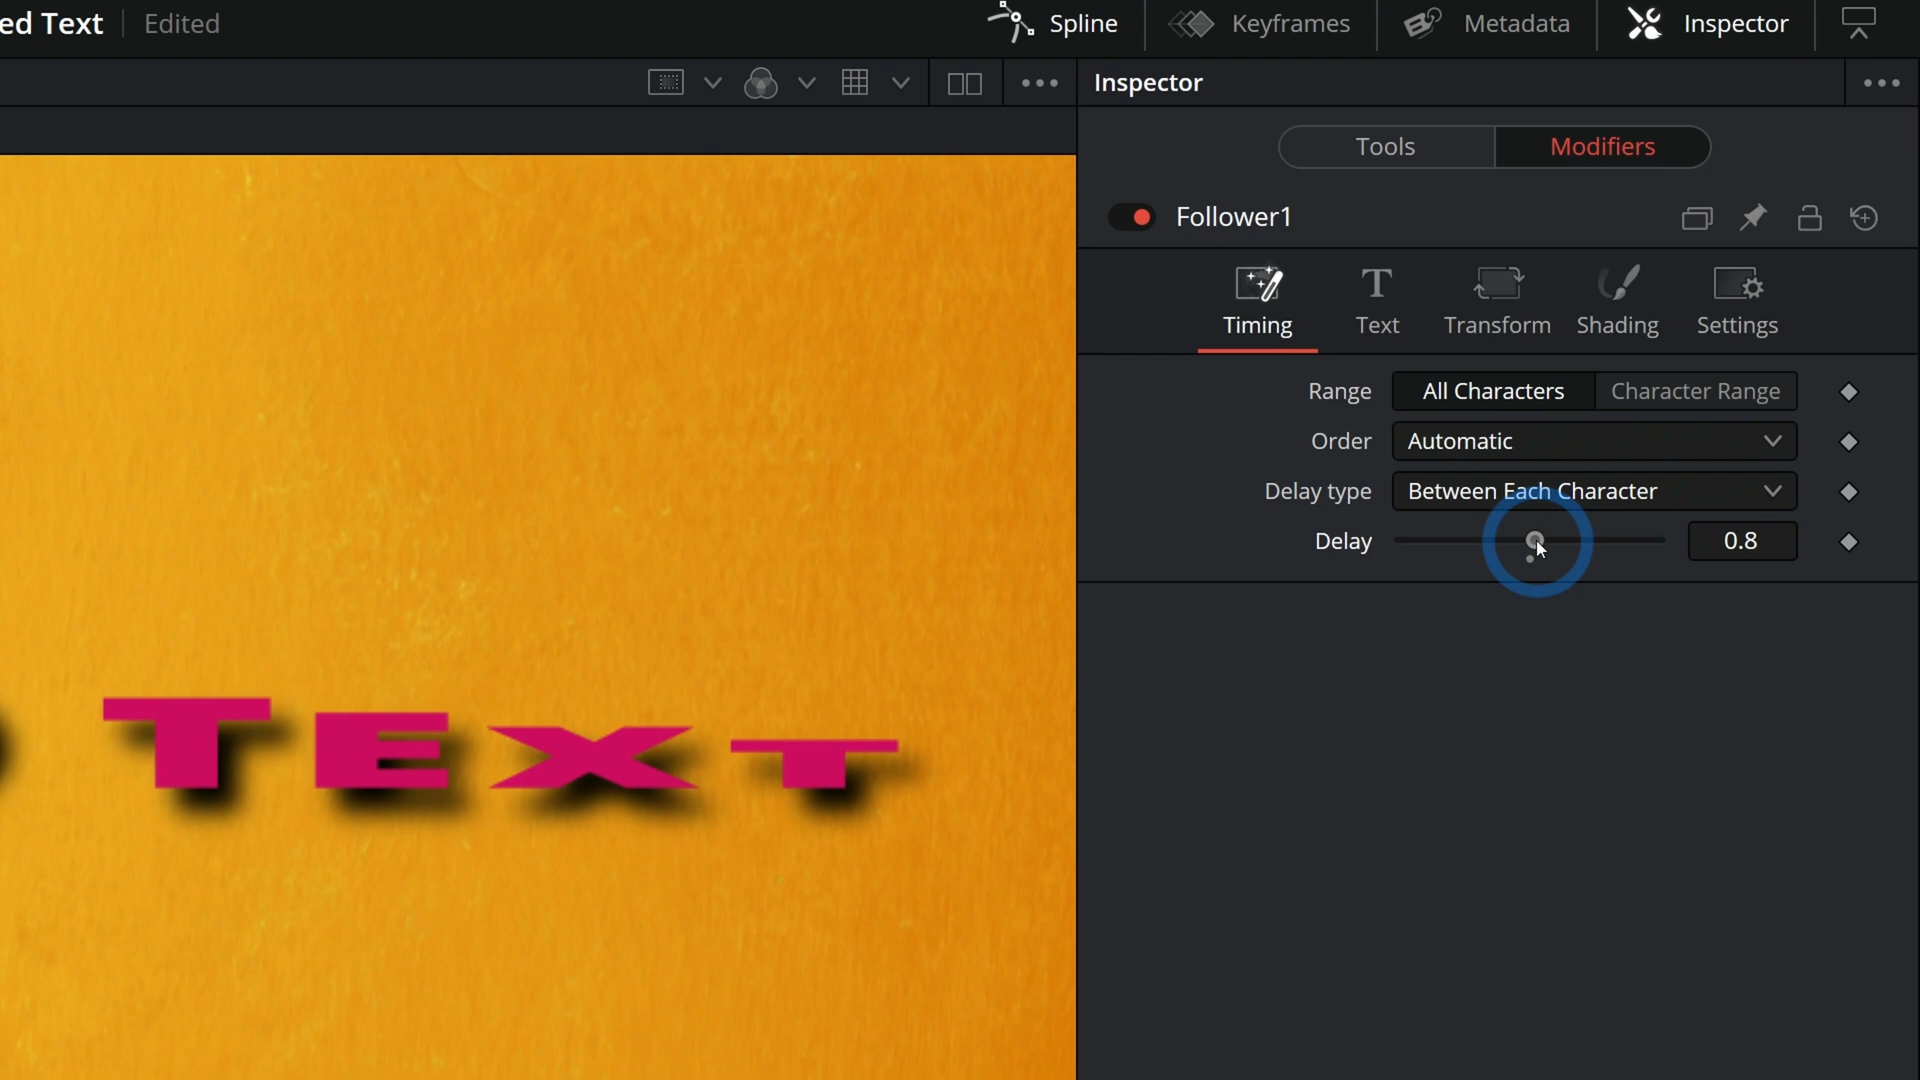 ed Text Edited Spline Keyframes Metadata Inspector
Inspector
Tools Modifiers
Follower1
Timing Text Transform Shading Settings
Range All Characters Character Range
Order Automatic
Delay type Between Each Character
Delay 0.8
TEXT